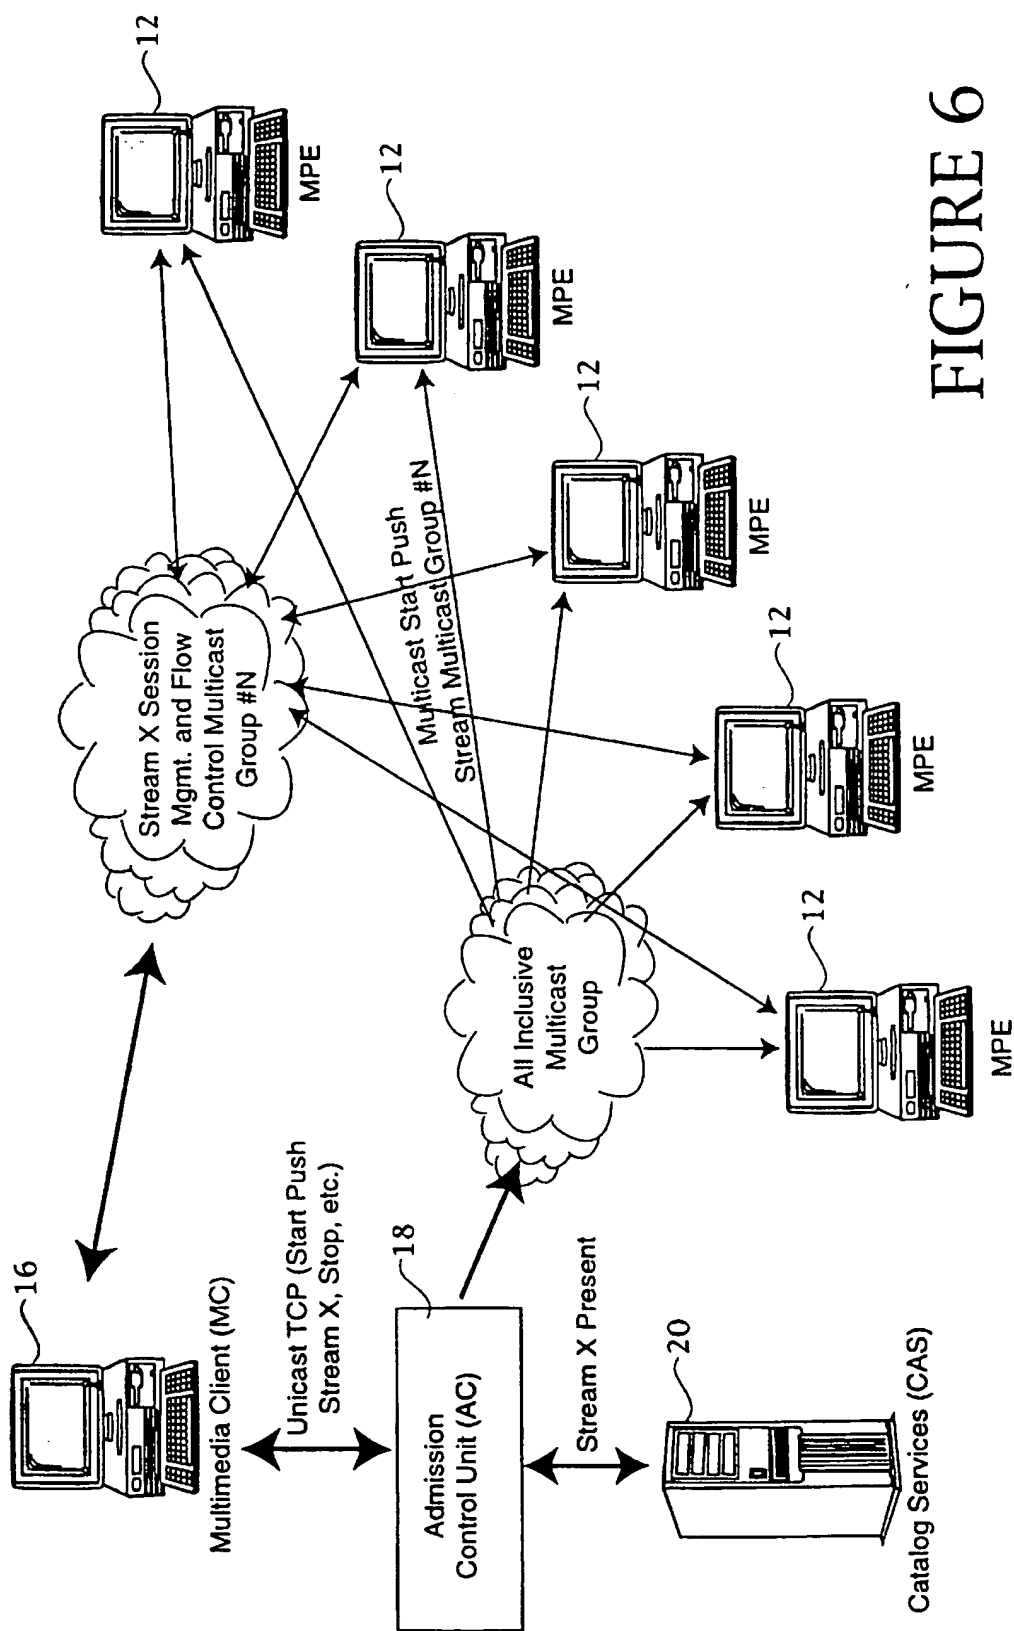 16
Multimedia Client (MC)
Unicast TCP (Start Push
Stream X, Stop, etc.)
18
Admission
Control Unit (AC)
Stream X Present
20
Catalog Services (CAS)
Stream X Session
Mgmt. and Flow
Control Multicast
Group #N
All Inclusive
Multicast
Group
Multicast Start Push
Stream Multicast Group #N
12
MPE
12
MPE
12
MPE
12
MPE
12
MPE
FIGURE 6